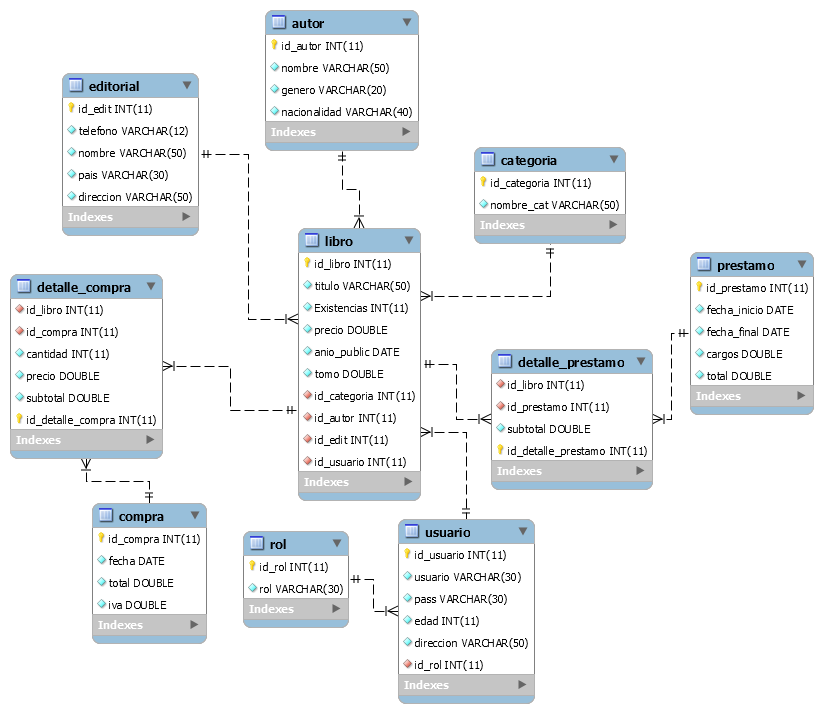 autor
id_autor INT(11)
nombre VARCHAR(50)
genero VARCHAR(20)
nacionalidad VARCHAR(40)
Indexes
editorial
id_edit INT(11)
telefono VARCHAR(12)
nombre VARCHAR(50)
pais VARCHAR(30)
direccion VARCHAR(50)
Indexes
categoria
id_categoria INT(11)
nombre_cat VARCHAR(50)
Indexes
libro
id_libro INT(11)
titulo VARCHAR(50)
Existencias INT(11)
precio DOUBLE
anio_public DATE
tomo DOUBLE
id_categoria INT(11)
id_autor INT(11)
id_edit INT(11)
id_usuario INT(11)
Indexes
prestamo
id_prestamo INT(11)
fecha_inicio DATE
fecha_final DATE
cargos DOUBLE
total DOUBLE
Indexes
detalle_compra
id_libro INT(11)
id_compra INT(11)
cantidad INT(11)
precio DOUBLE
subtotal DOUBLE
id_detalle_compra INT(11)
Indexes
detalle_prestamo
id_libro INT(11)
id_prestamo INT(11)
subtotal DOUBLE
id_detalle_prestamo INT(11)
Indexes
compra
id_compra INT(11)
fecha DATE
total DOUBLE
iva DOUBLE
Indexes
rol
id_rol INT(11)
rol VARCHAR(30)
Indexes
usuario
id_usuario INT(11)
usuario VARCHAR(30)
pass VARCHAR(30)
edad INT(11)
direccion VARCHAR(50)
id_rol INT(11)
Indexes